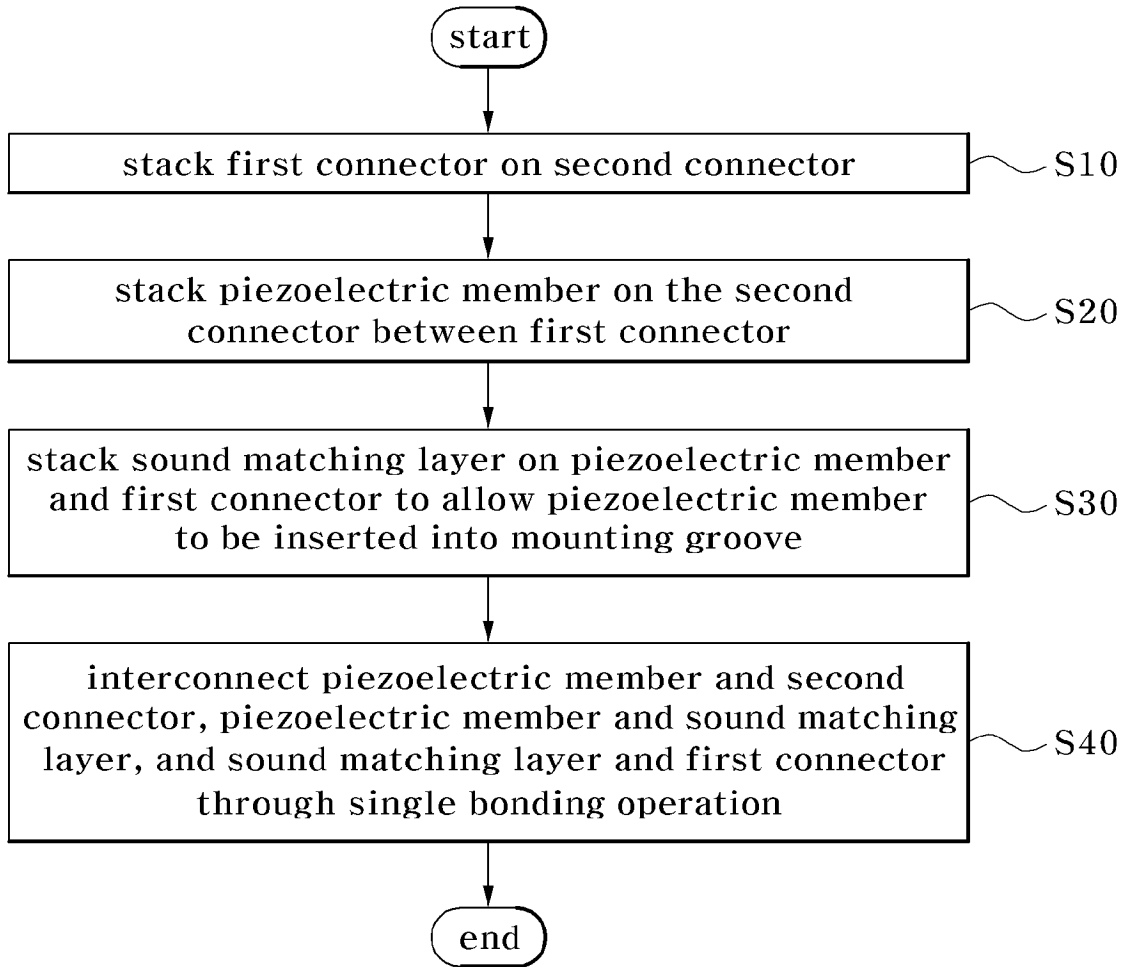 start
stack first connector on second connector
S10
stack piezoelectric member on the second
connector between first connector
S20
stack sound matching layer on piezoelectric member
and first connector to allow piezoelectric member
to be inserted into mounting groove
S30
interconnect piezoelectric member and second
connector, piezoelectric member and sound matching
layer, and sound matching layer and first connector
through single bonding operation
S40
end